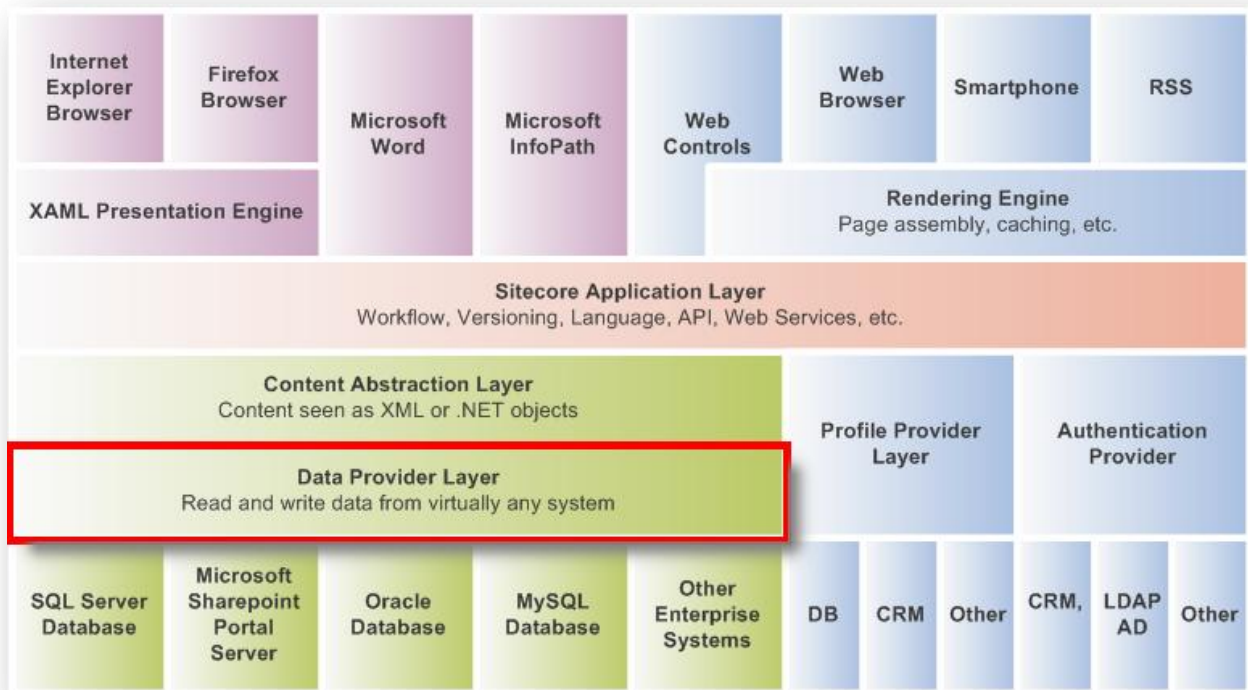 Internet
Explorer
Browser
Firefox
Browser
Microsoft
Word
Microsoft
InfoPath
Web
Controls
Web
Browser
Smartphone
RSS
XAML Presentation Engine
Rendering Engine
Page assembly, caching, etc.
Sitecore Application Layer
Workflow, Versioning, Language, API, Web Services, etc.
Content Abstraction Layer
Content seen as XML or .NET objects
Profile Provider
Layer
Authentication
Provider
Data Provider Layer
Read and write data from virtually any system
SQL Server
Database
Microsoft
Sharepoint
Portal
Server
Oracle
Database
MySQL
Database
Other
Enterprise
Systems
DB
CRM
Other
CRM,
LDAP
AD
Other